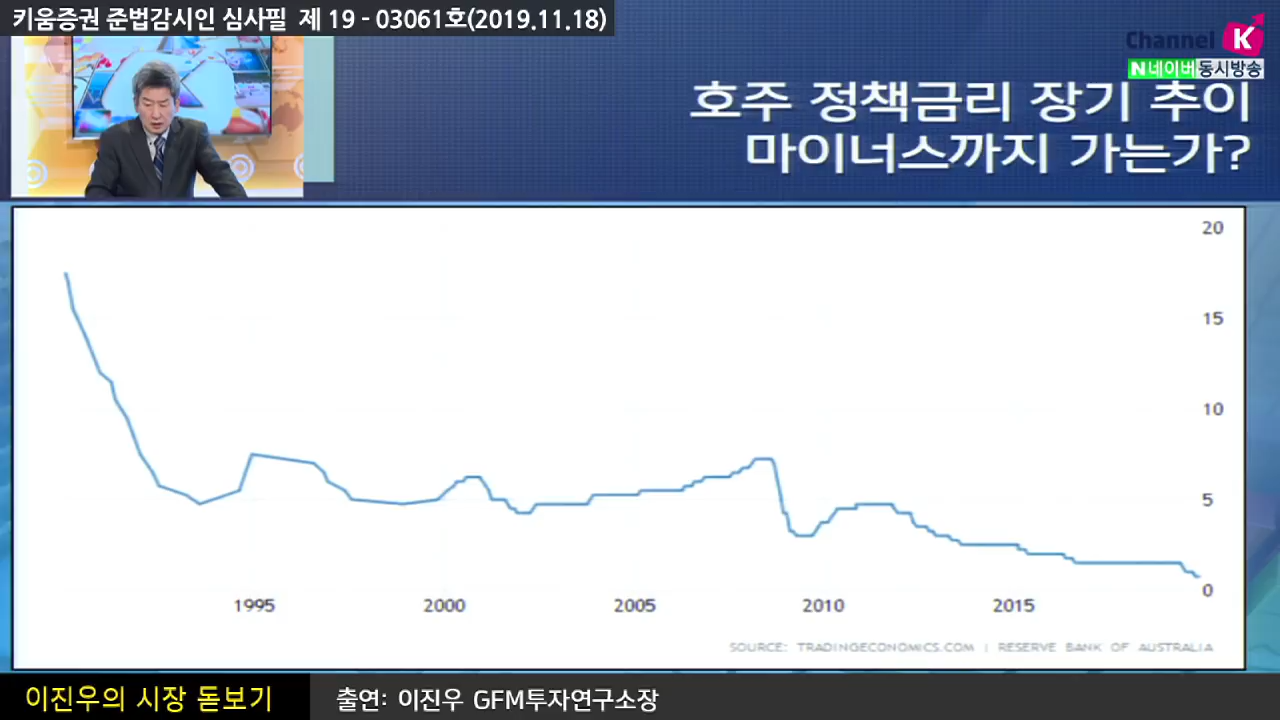 키움증권 준법감시인 심사필 제 19 - 03061호(2019.11.18)
Channel K
N 네이버 동시방송
호주 정책금리 장기 추이
마이너스까지 가는가?
20
15
10
5
0
1995 2000 2005 2010 2015
SOURCE: TRADINGECONOMICS.COM | RESERVE BANK OF AUSTRALIA
이진우의 시장 돋보기
출연: 이진우 GFM투자연구소장